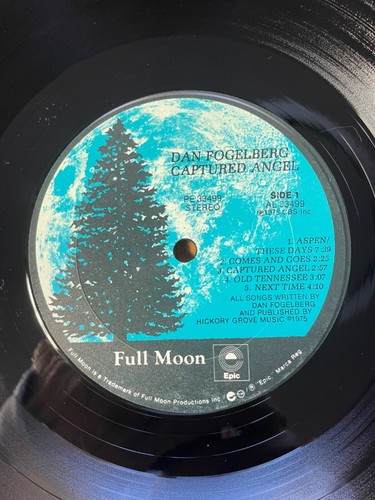 DAN FOGELBERG
CAPTURED ANGEL
PE 33499
STEREO
SIDE 1
AL 33499
℗1975 CBS Inc.
1. ASPEN/
THESE DAYS 7:39
2. COMES AND GOES 2:25
3. CAPTURED ANGEL 2:57
4. OLD TENNESSEE 3:07
5. NEXT TIME 4:10
ALL SONGS WRITTEN BY
DAN FOGELBERG
AND PUBLISHED BY
HICKORY GROVE MUSIC ©1975
Full Moon
Epic
Full Moon is a Trademark of Full Moon Productions Inc. ® "Epic," Marca Reg.